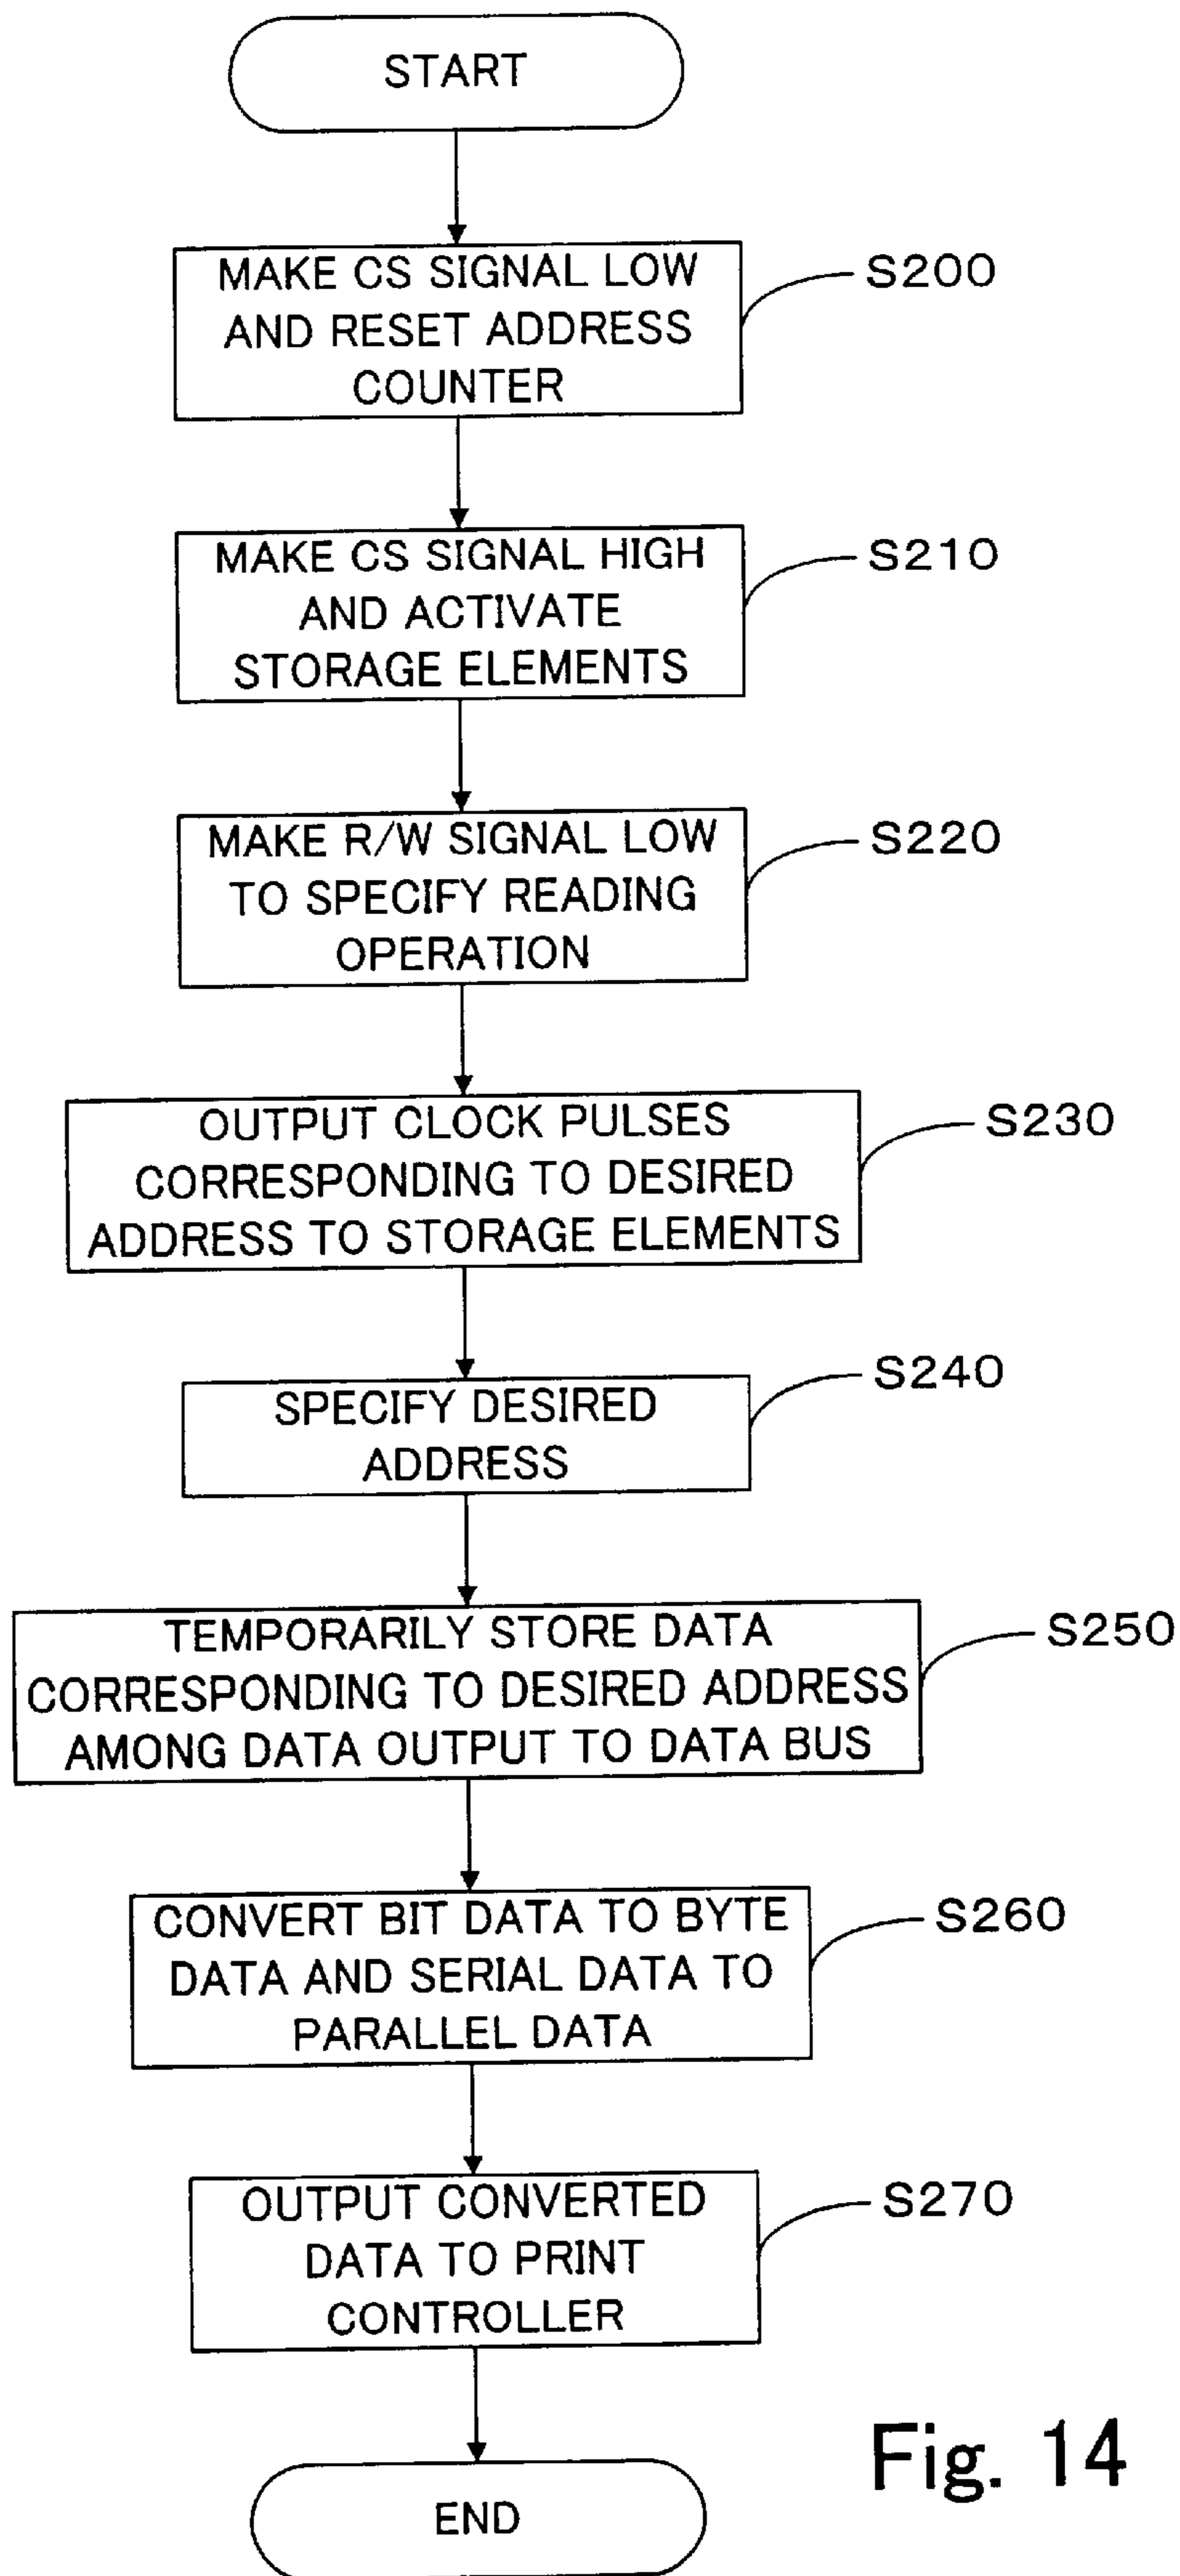 START
MAKE CS SIGNAL LOW
AND RESET ADDRESS
COUNTER
S200
MAKE CS SIGNAL HIGH
AND ACTIVATE
STORAGE ELEMENTS
S210
MAKE R/W SIGNAL LOW
TO SPECIFY READING
OPERATION
S220
OUTPUT CLOCK PULSES
CORRESPONDING TO DESIRED
ADDRESS TO STORAGE ELEMENTS
S230
SPECIFY DESIRED
ADDRESS
S240
TEMPORARILY STORE DATA
CORRESPONDING TO DESIRED ADDRESS
AMONG DATA OUTPUT TO DATA BUS
S250
CONVERT BIT DATA TO BYTE
DATA AND SERIAL DATA TO
PARALLEL DATA
S260
OUTPUT CONVERTED
DATA TO PRINT
CONTROLLER
S270
END
Fig. 14